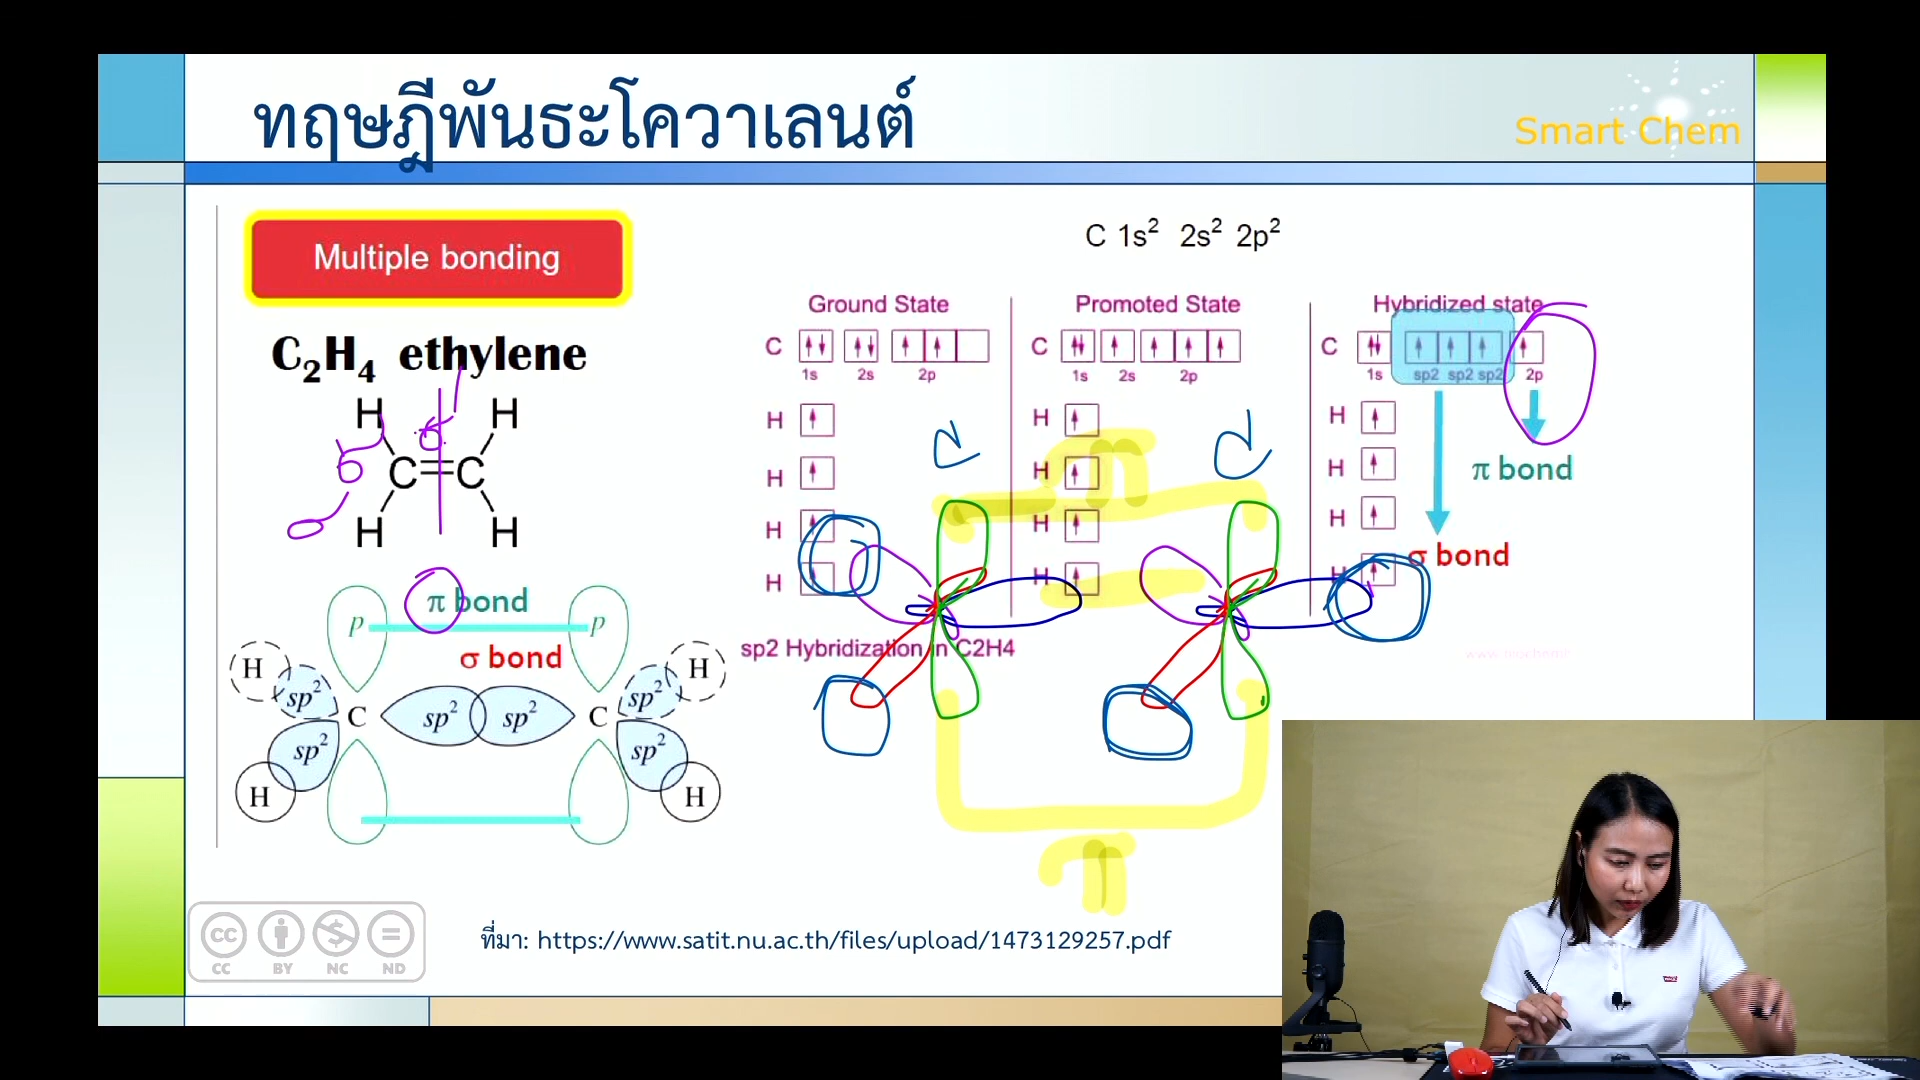 ทฤษฎีพันธะโควาเลนต์
Smart Chem
Multiple bonding
C 1s² 2s² 2p²
Ground State Promoted State Hybridized state
C₂H₄ ethylene
C C C
1s 2s 2p 1s 2s 2p 1s sp2 sp2 sp2 2p
H H
C=C
H H
σ
σ
H H H
H H H
H H H
H H H
π bond
σ bond
π
π
sp2 Hybridization in C2H4
π bond
p p
σ bond
H sp² C sp² sp² C sp² H
H sp² sp² H
CC BY NC ND
ที่มา: https://www.satit.nu.ac.th/files/upload/1473129257.pdf